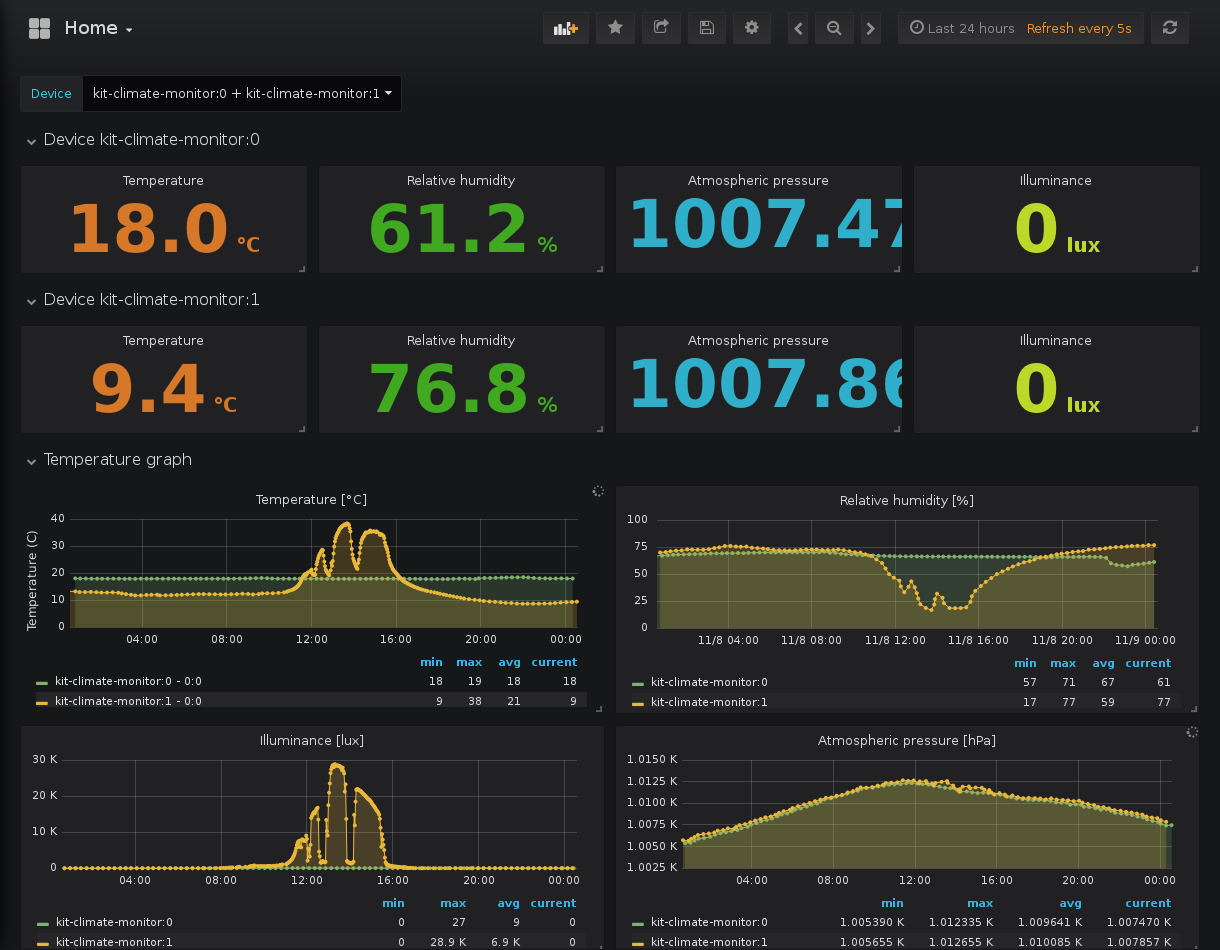 Home
Last 24 hours Refresh every 5s
Device kit-climate-monitor:0 + kit-climate-monitor:1
Device kit-climate-monitor:0
Temperature Relative humidity Atmospheric pressure Illuminance
18.0 °C 61.2 % 1007.47 0 lux
Device kit-climate-monitor:1
Temperature Relative humidity Atmospheric pressure Illuminance
9.4 °C 76.8 % 1007.86 0 lux
Temperature graph
Temperature [°C]
Temperature (C)
40
30
20
10
0
04:00 08:00 12:00 16:00 20:00 00:00
min max avg current
kit-climate-monitor:0 - 0:0 18 19 18 18
kit-climate-monitor:1 - 0:0 9 38 21 9
Relative humidity [%]
100
75
50
25
0
11/8 04:00 11/8 08:00 11/8 12:00 11/8 16:00 11/8 20:00 11/9 00:00
min max avg current
kit-climate-monitor:0 57 71 67 61
kit-climate-monitor:1 17 77 59 77
Illuminance [lux]
30 K
20 K
10 K
0
04:00 08:00 12:00 16:00 20:00 00:00
min max avg current
kit-climate-monitor:0 0 27 9 0
kit-climate-monitor:1 0 28.9 K 6.9 K 0
Atmospheric pressure [hPa]
1.0150 K
1.0125 K
1.0100 K
1.0075 K
1.0050 K
1.0025 K
04:00 08:00 12:00 16:00 20:00 00:00
min max avg current
kit-climate-monitor:0 1.005390 K 1.012335 K 1.009641 K 1.007470 K
kit-climate-monitor:1 1.005655 K 1.012655 K 1.010085 K 1.007857 K